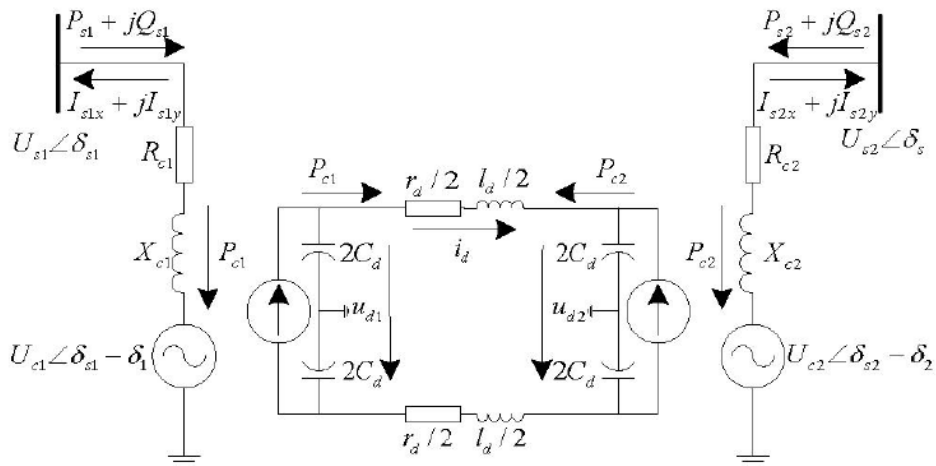 P_{s1} + jQ_{s1}
P_{s2} + jQ_{s2}
I_{s1x} + jI_{s1y}
I_{s2x} + jI_{s2y}
U_{s1}∠δ_{s1}
U_{s2}∠δ_s
R_{c1}
R_{c2}
P_{c1}
r_d / 2
l_d / 2
P_{c2}
i_d
X_{c1}
P_{c1}
2C_d
2C_d
P_{c2}
X_{c2}
u_{d1}
u_{d2}
U_{c1}∠δ_{s1} − δ_1
U_{c2}∠δ_{s2} − δ_2
2C_d
2C_d
r_d / 2
l_d / 2